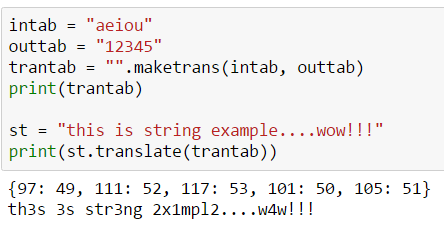 intab = "aeiou"
outtab = "12345"
trantab = "".maketrans(intab, outtab)
print(trantab)
st = "this is string example....wow!!!"
print(st.translate(trantab))
{97: 49, 111: 52, 117: 53, 101: 50, 105: 51}
th3s 3s str3ng 2x1mpl2....w4w!!!